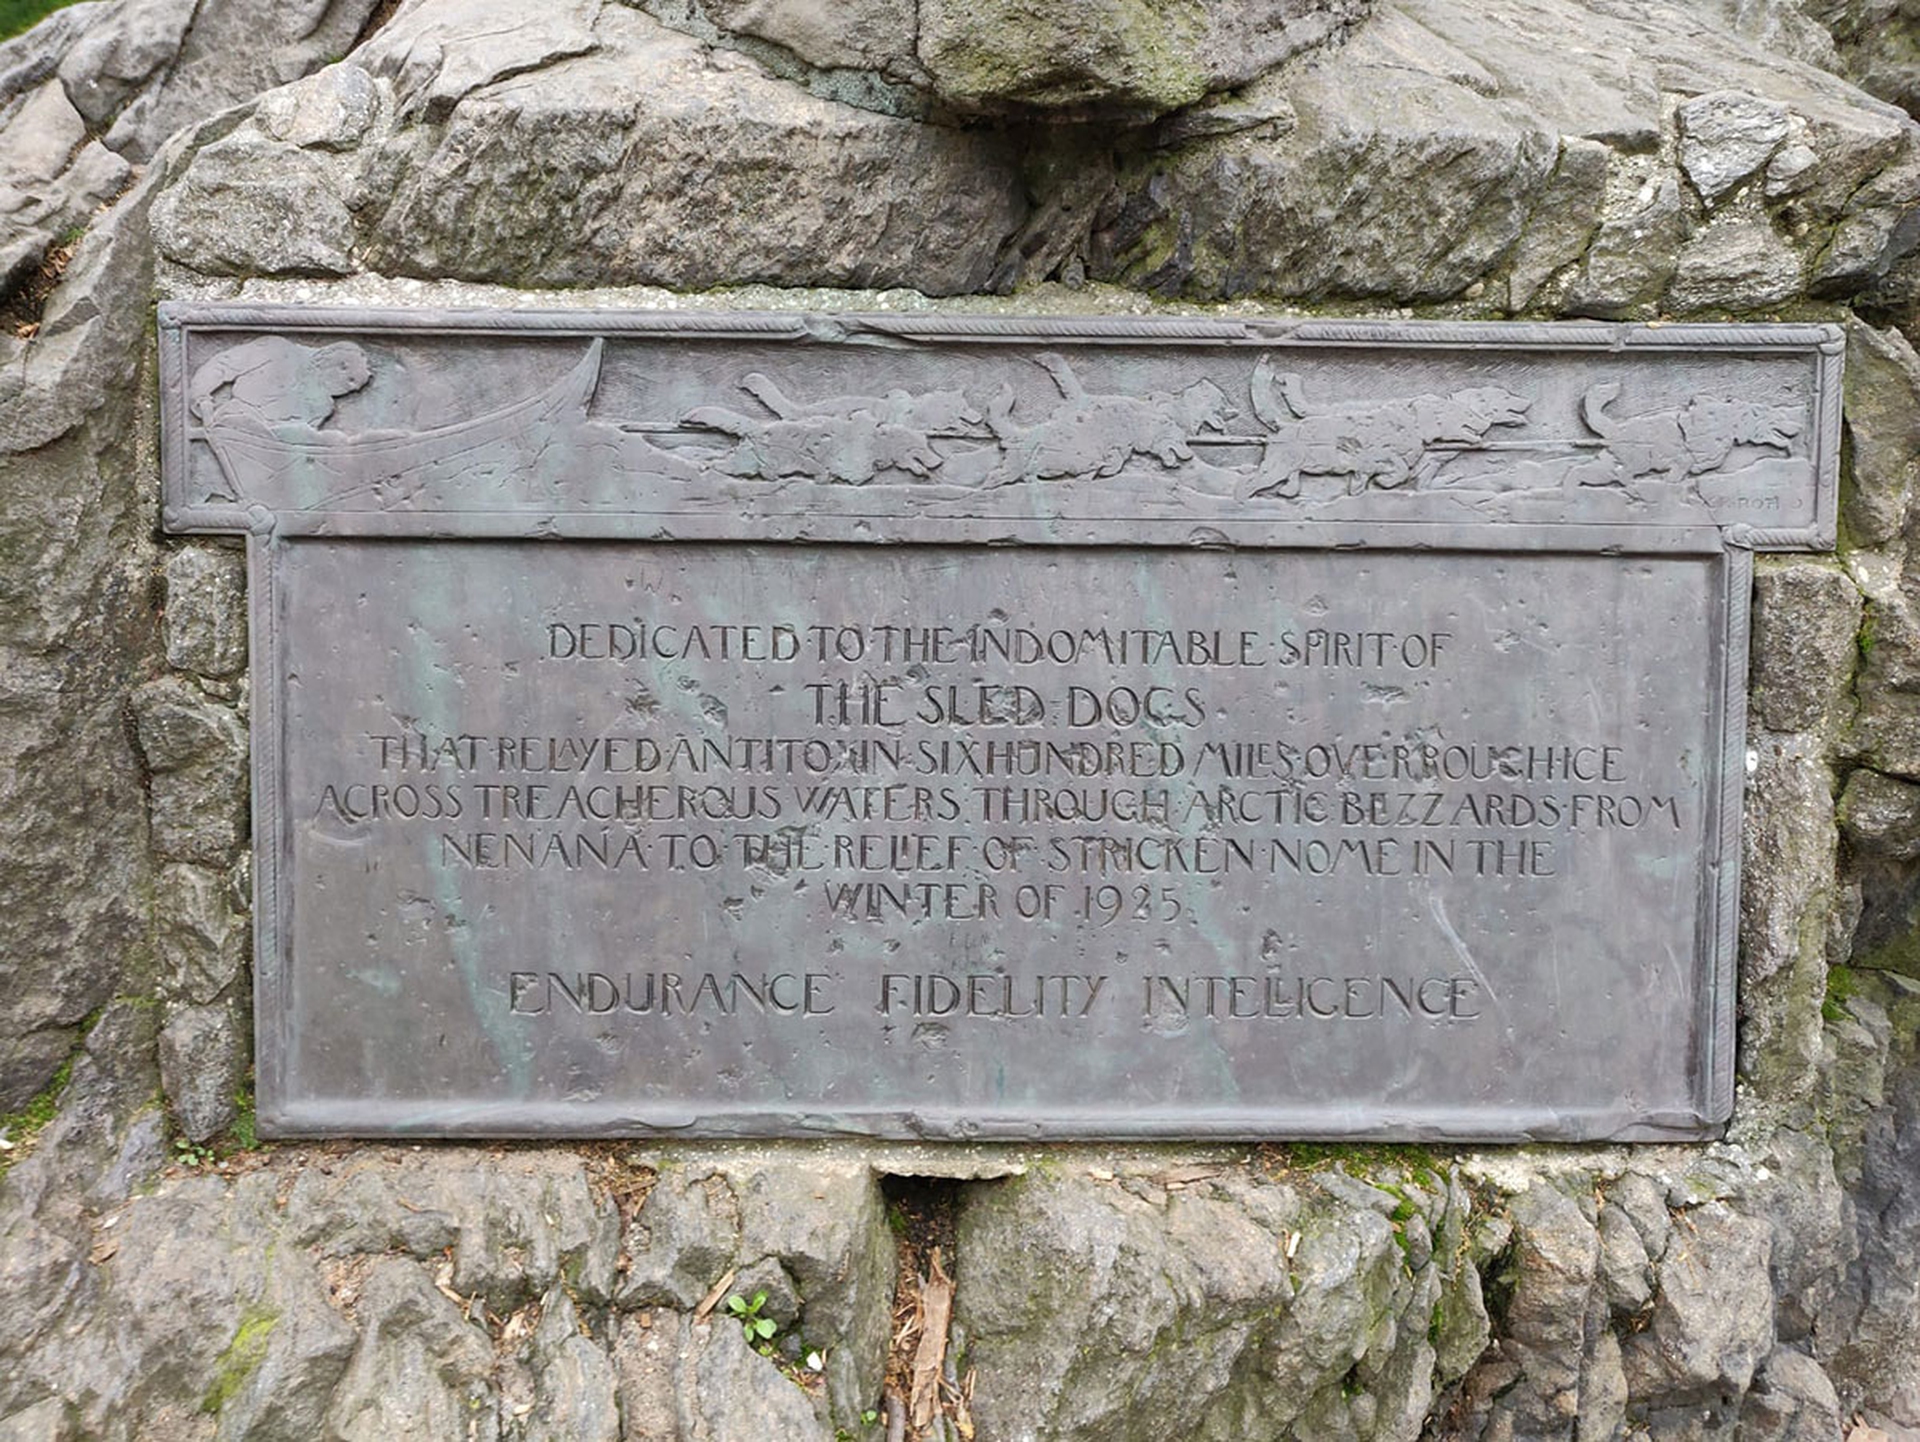 DEDICATED·TO·THE·INDOMITABLE·SPIRIT·OF
THE SLED·DOGS
THAT·RELAYED·ANTITOXIN·SIX HUNDRED MILES·OVER·ROUGH·ICE
ACROSS TREACHEROUS WATERS·THROUGH·ARCTIC BLIZZARDS·FROM
NENANA·TO·THE RELIEF·OF·STRICKEN·NOME IN THE
WINTER OF 1925
ENDURANCE FIDELITY INTELLIGENCE